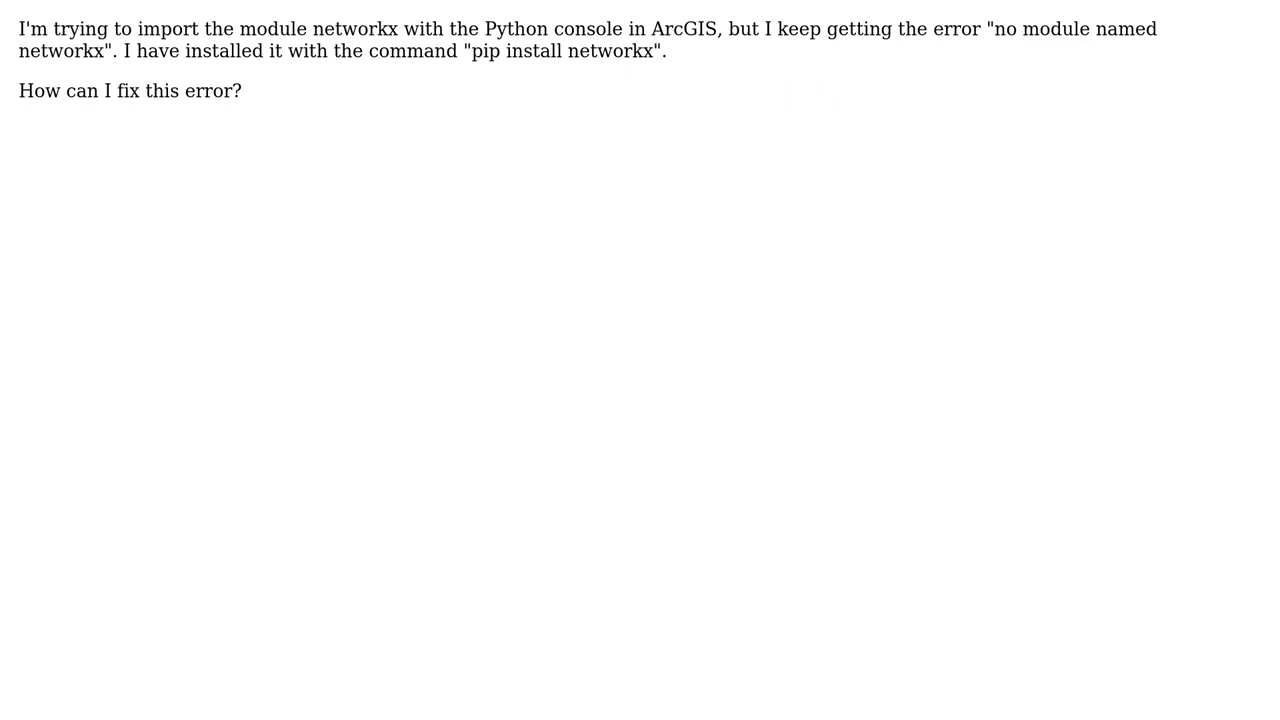 I'm trying to import the module networkx with the Python console in ArcGIS, but I keep getting the error "no module named
networkx". I have installed it with the command "pip install networkx".
How can I fix this error?